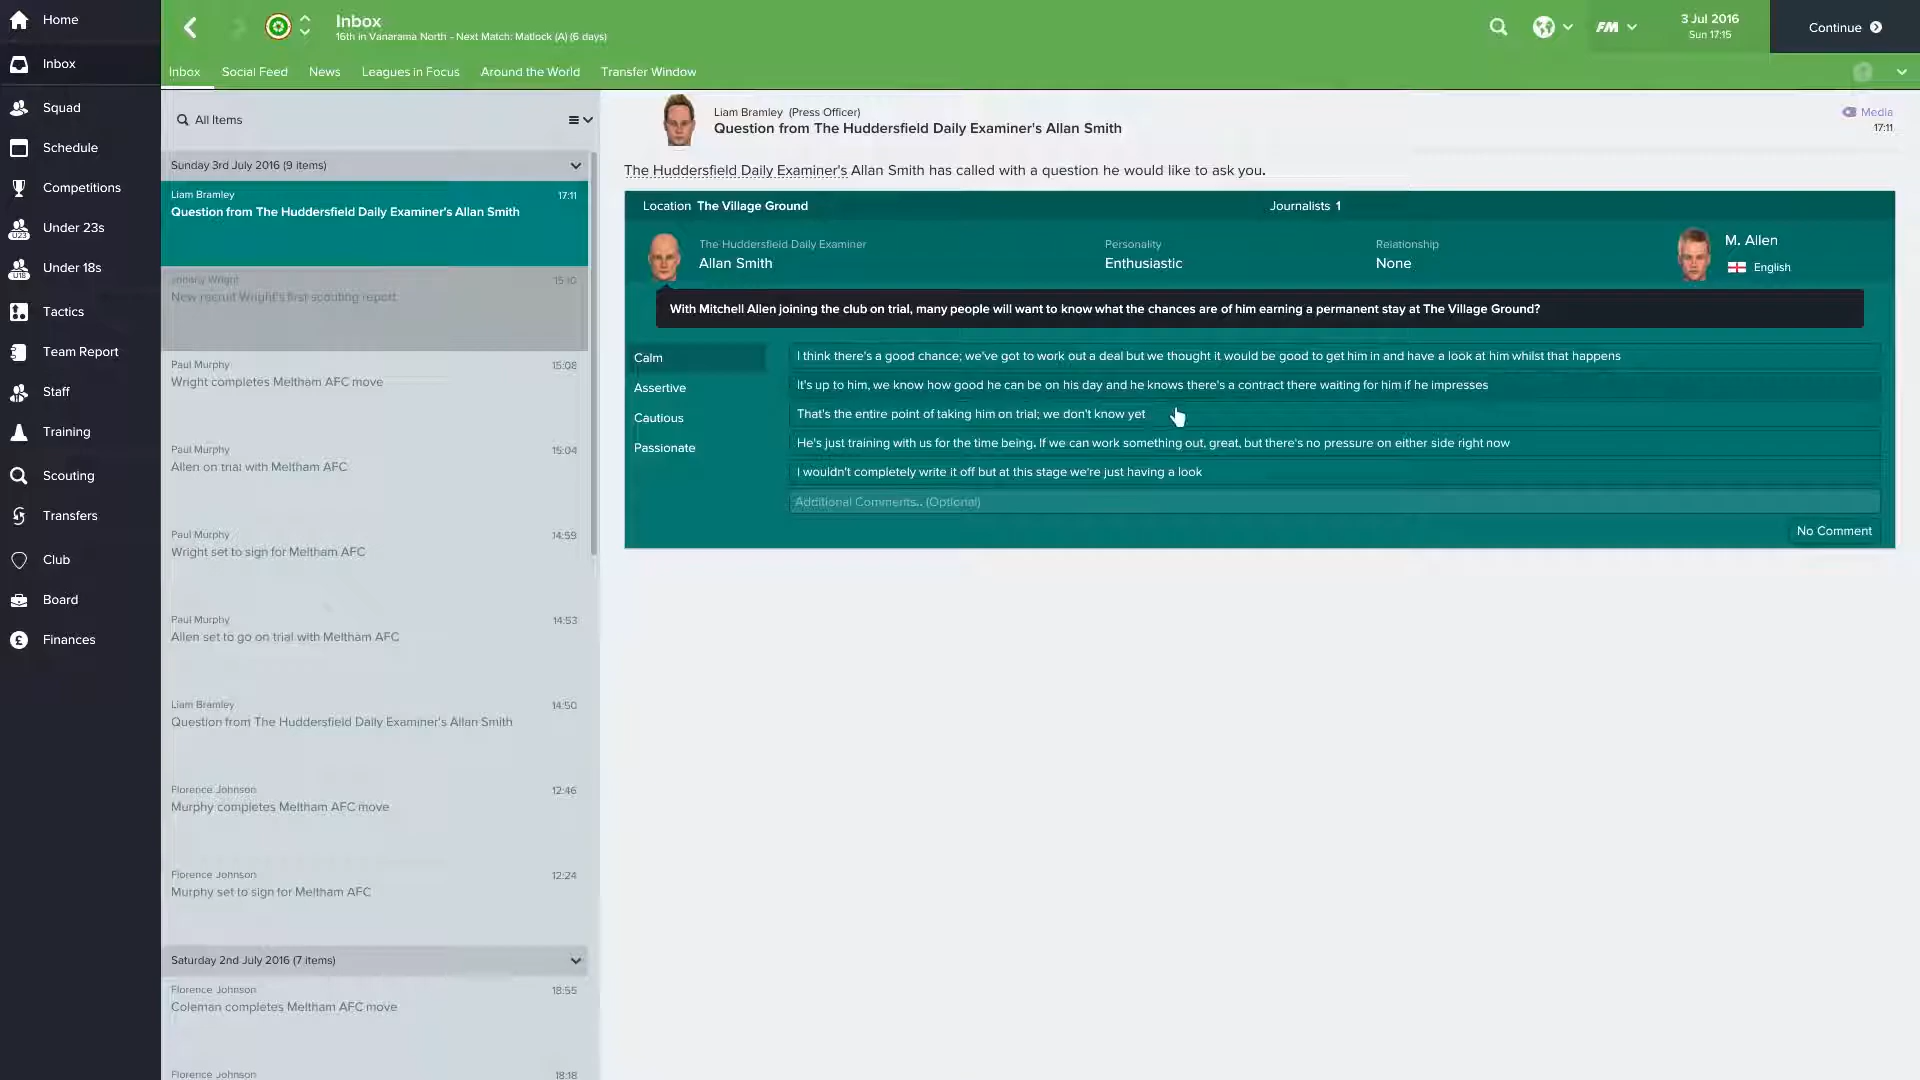 Home
Inbox
Squad
Schedule
Competitions
Under 23s
Under 18s
Tactics
Team Report
Staff
Training
Scouting
Transfers
Club
Board
Finances
Inbox
16th in Vanarama North - Next Match: Matlock (A) (6 days)
FM
3 Jul 2016
Sun 17:15
Continue
Inbox Social Feed News Leagues in Focus Around the World Transfer Window
All Items
Sunday 3rd July 2016 (9 items)
Liam Bramley 17:11
Question from The Huddersfield Daily Examiner's Allan Smith
Wright 15:10
New recruit Wright's first scouting report
Paul Murphy 15:08
Wright completes Meltham AFC move
Paul Murphy 15:04
Allen on trial with Meltham AFC
Paul Murphy 14:59
Wright set to sign for Meltham AFC
Paul Murphy 14:53
Allen set to go on trial with Meltham AFC
Liam Bramley 14:50
Question from The Huddersfield Daily Examiner's Allan Smith
Florence Johnson 12:46
Murphy completes Meltham AFC move
Florence Johnson 12:24
Murphy set to sign for Meltham AFC
Saturday 2nd July 2016 (7 items)
Florence Johnson 18:55
Coleman completes Meltham AFC move
Florence Johnson 18:18
Liam Bramley (Press Officer)
Question from The Huddersfield Daily Examiner's Allan Smith
Media
17:11
The Huddersfield Daily Examiner's Allan Smith has called with a question he would like to ask you.
Location The Village Ground Journalists 1
The Huddersfield Daily Examiner Personality Relationship
Allan Smith Enthusiastic None
M. Allen
English
With Mitchell Allen joining the club on trial, many people will want to know what the chances are of him earning a permanent stay at The Village Ground?
Calm
Assertive
Cautious
Passionate
I think there's a good chance; we've got to work out a deal but we thought it would be good to get him in and have a look at him whilst that happens
It's up to him, we know how good he can be on his day and he knows there's a contract there waiting for him if he impresses
That's the entire point of taking him on trial; we don't know yet
He's just training with us for the time being. If we can work something out, great, but there's no pressure on either side right now
I wouldn't completely write it off but at this stage we're just having a look
Additional Comments.. (Optional)
No Comment